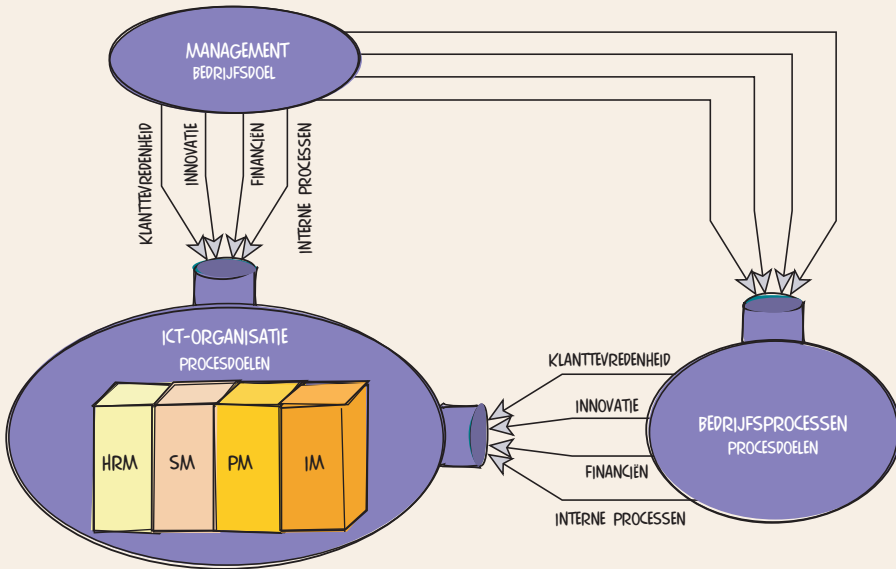 MANAGEMENT
BEDRIJFSDOEL
KLANTTEVREDENHEID
INNOVATIE
FINANCIËN
INTERNE PROCESSEN
ICT-ORGANISATIE
PROCESDOELEN
HRM
SM
PM
IM
KLANTTEVREDENHEID
INNOVATIE
FINANCIËN
INTERNE PROCESSEN
BEDRIJFSPROCESSEN
PROCESDOELEN